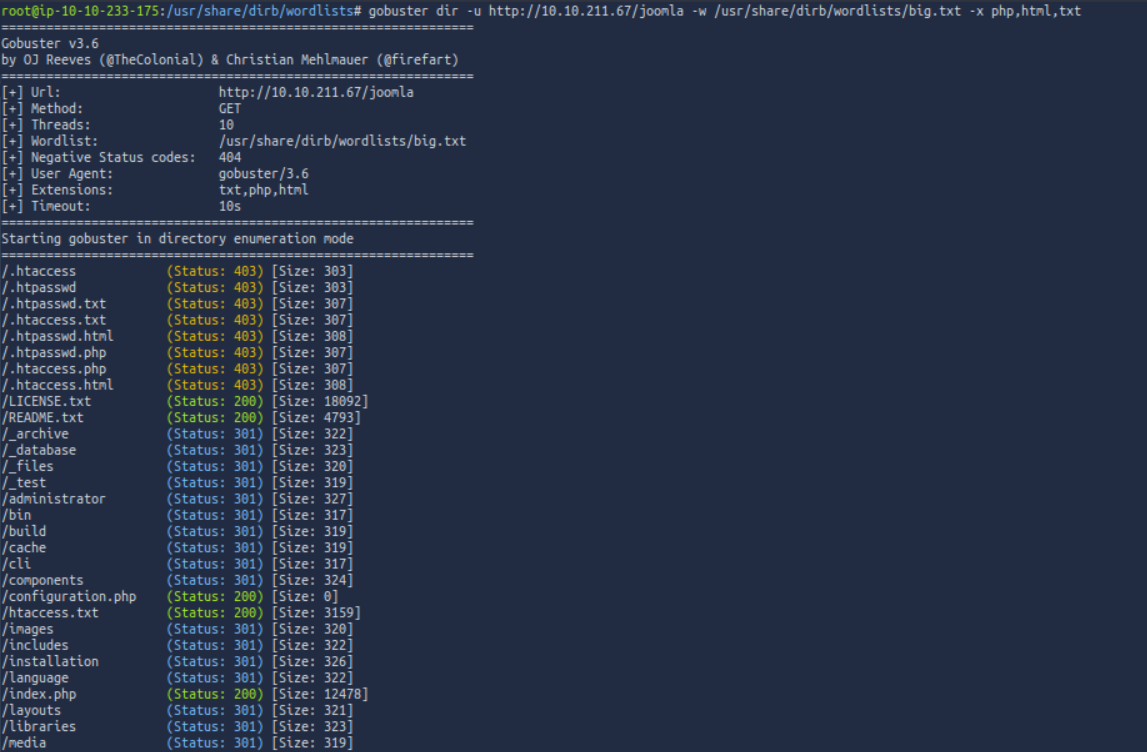 root@ip-10-10-233-175:/usr/share/dirb/wordlists# gobuster dir -u http://10.10.211.67/joomla -w /usr/share/dirb/wordlists/big.txt -x php,html,txt
===============================================================
Gobuster v3.6
by OJ Reeves (@TheColonial) & Christian Mehlmauer (@firefart)
===============================================================
[+] Url:                     http://10.10.211.67/joomla
[+] Method:                  GET
[+] Threads:                 10
[+] Wordlist:                /usr/share/dirb/wordlists/big.txt
[+] Negative Status codes:   404
[+] User Agent:              gobuster/3.6
[+] Extensions:              txt,php,html
[+] Timeout:                 10s
===============================================================
Starting gobuster in directory enumeration mode
===============================================================
/.htaccess            (Status: 403) [Size: 303]
/.htpasswd            (Status: 403) [Size: 303]
/.htpasswd.txt        (Status: 403) [Size: 307]
/.htaccess.txt        (Status: 403) [Size: 307]
/.htpasswd.html       (Status: 403) [Size: 308]
/.htpasswd.php        (Status: 403) [Size: 307]
/.htaccess.php        (Status: 403) [Size: 307]
/.htaccess.html       (Status: 403) [Size: 308]
/LICENSE.txt          (Status: 200) [Size: 18092]
/README.txt           (Status: 200) [Size: 4793]
/_archive             (Status: 301) [Size: 322]
/_database            (Status: 301) [Size: 323]
/_files               (Status: 301) [Size: 320]
/_test                (Status: 301) [Size: 319]
/administrator        (Status: 301) [Size: 327]
/bin                  (Status: 301) [Size: 317]
/build                (Status: 301) [Size: 319]
/cache                (Status: 301) [Size: 319]
/cli                  (Status: 301) [Size: 317]
/components           (Status: 301) [Size: 324]
/configuration.php    (Status: 200) [Size: 0]
/htaccess.txt         (Status: 200) [Size: 3159]
/images               (Status: 301) [Size: 320]
/includes             (Status: 301) [Size: 322]
/installation         (Status: 301) [Size: 326]
/language             (Status: 301) [Size: 322]
/index.php            (Status: 200) [Size: 12478]
/layouts              (Status: 301) [Size: 321]
/libraries            (Status: 301) [Size: 323]
/media                (Status: 301) [Size: 319]